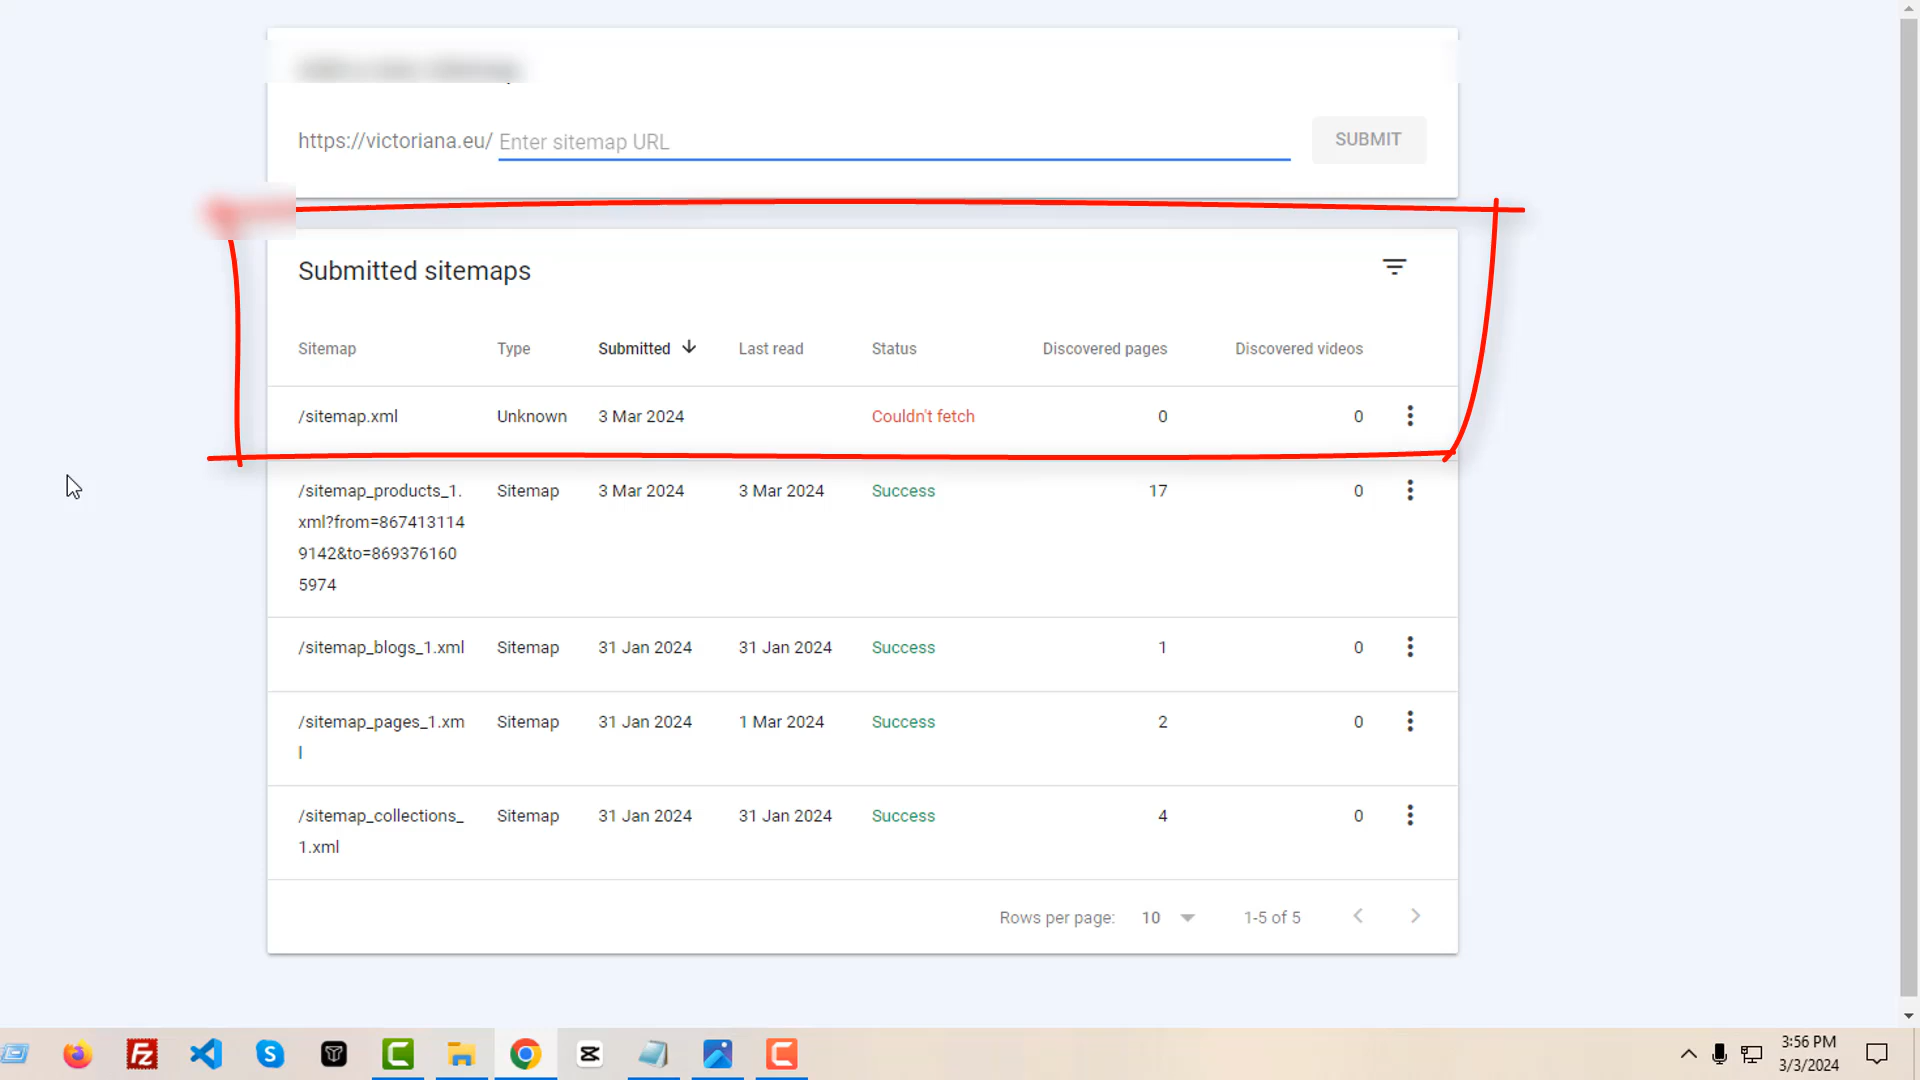 https://victoriana.eu/ Enter sitemap URL SUBMIT
Submitted sitemaps
Sitemap Type Submitted Last read Status Discovered pages Discovered videos
/sitemap.xml Unknown 3 Mar 2024 Couldn't fetch 0 0
/sitemap_products_1. Sitemap 3 Mar 2024 3 Mar 2024 Success 17 0
xml?from=867413114
9142&to=869376160
5974
/sitemap_blogs_1.xml Sitemap 31 Jan 2024 31 Jan 2024 Success 1 0
/sitemap_pages_1.xm Sitemap 31 Jan 2024 1 Mar 2024 Success 2 0
l
/sitemap_collections_ Sitemap 31 Jan 2024 31 Jan 2024 Success 4 0
1.xml
Rows per page: 10 1-5 of 5
3:56 PM
3/3/2024